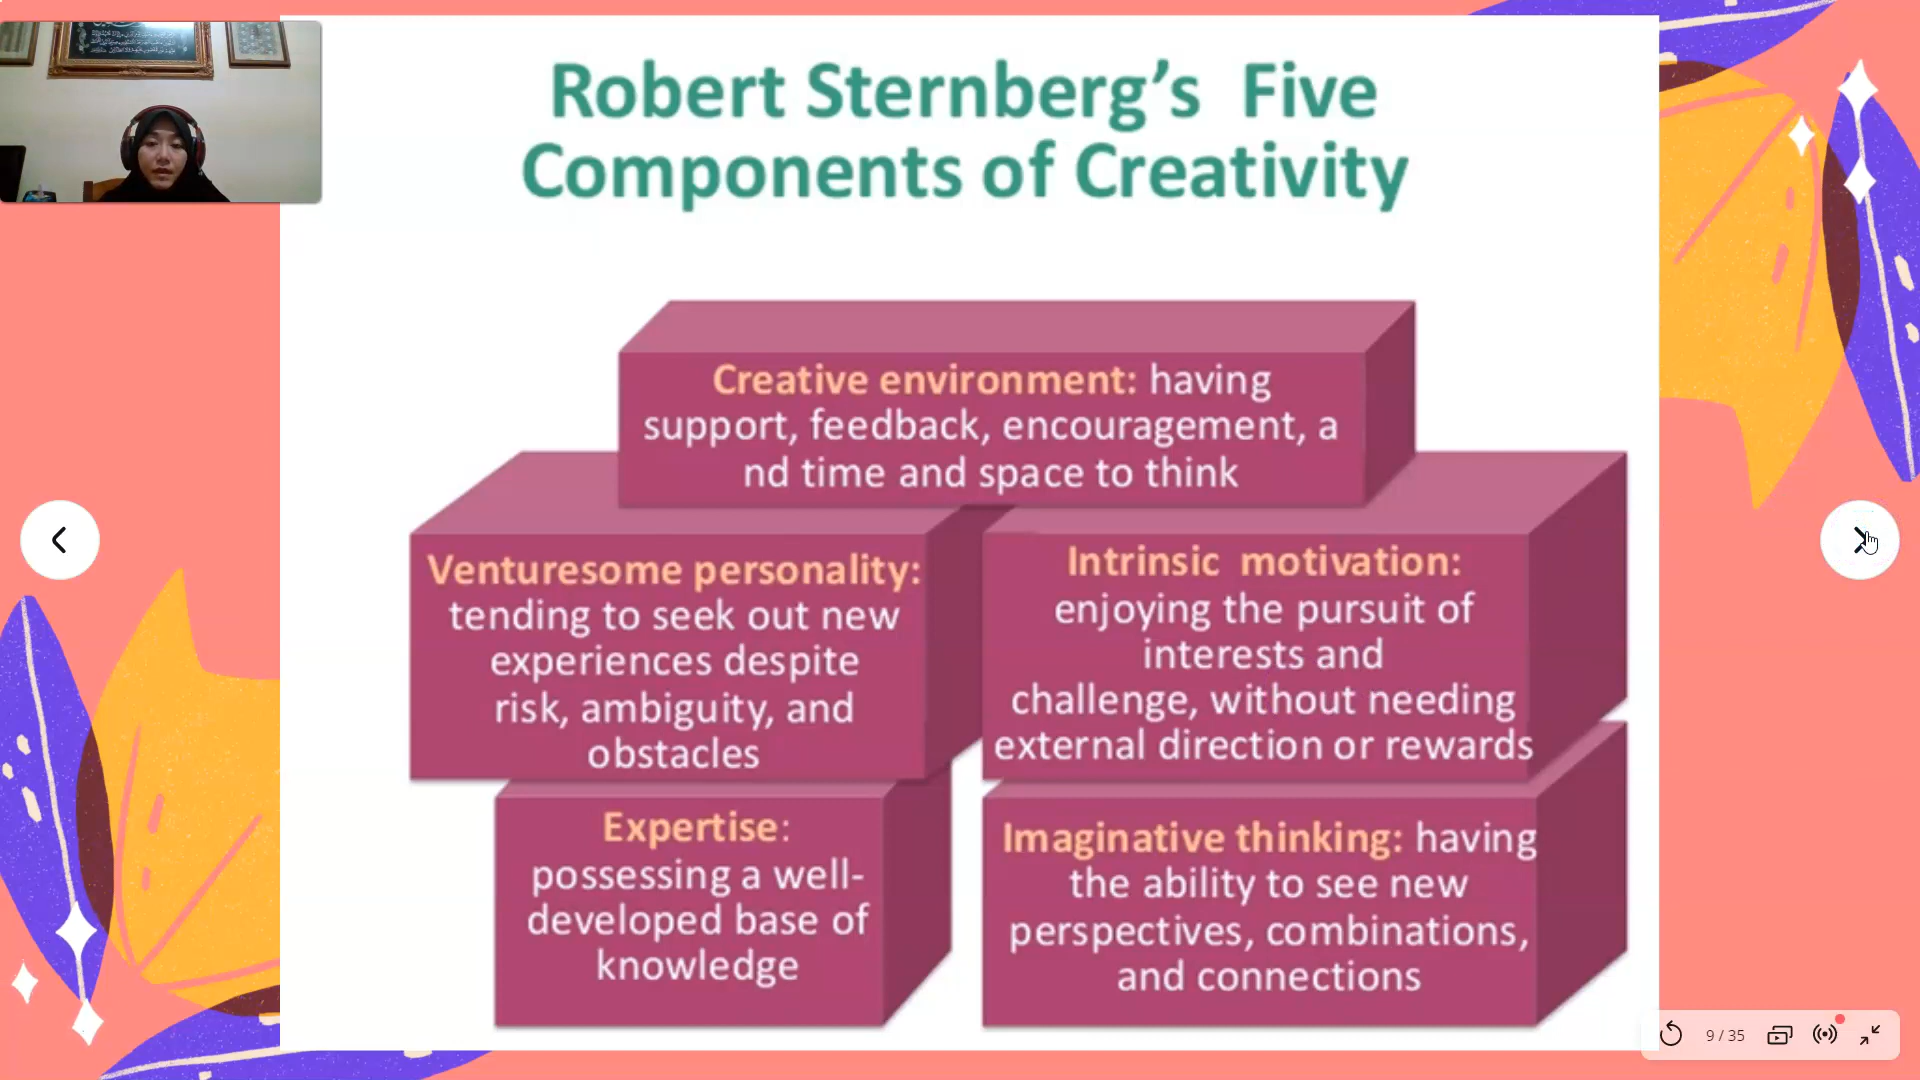 Robert Sternberg’s Five
Components of Creativity
Creative environment: having
support, feedback, encouragement, a
nd time and space to think
Venturesome personality:
tending to seek out new
experiences despite
risk, ambiguity, and
obstacles
Intrinsic motivation:
enjoying the pursuit of
interests and
challenge, without needing
external direction or rewards
Expertise:
possessing a well-
developed base of
knowledge
Imaginative thinking: having
the ability to see new
perspectives, combinations,
and connections
9 / 35